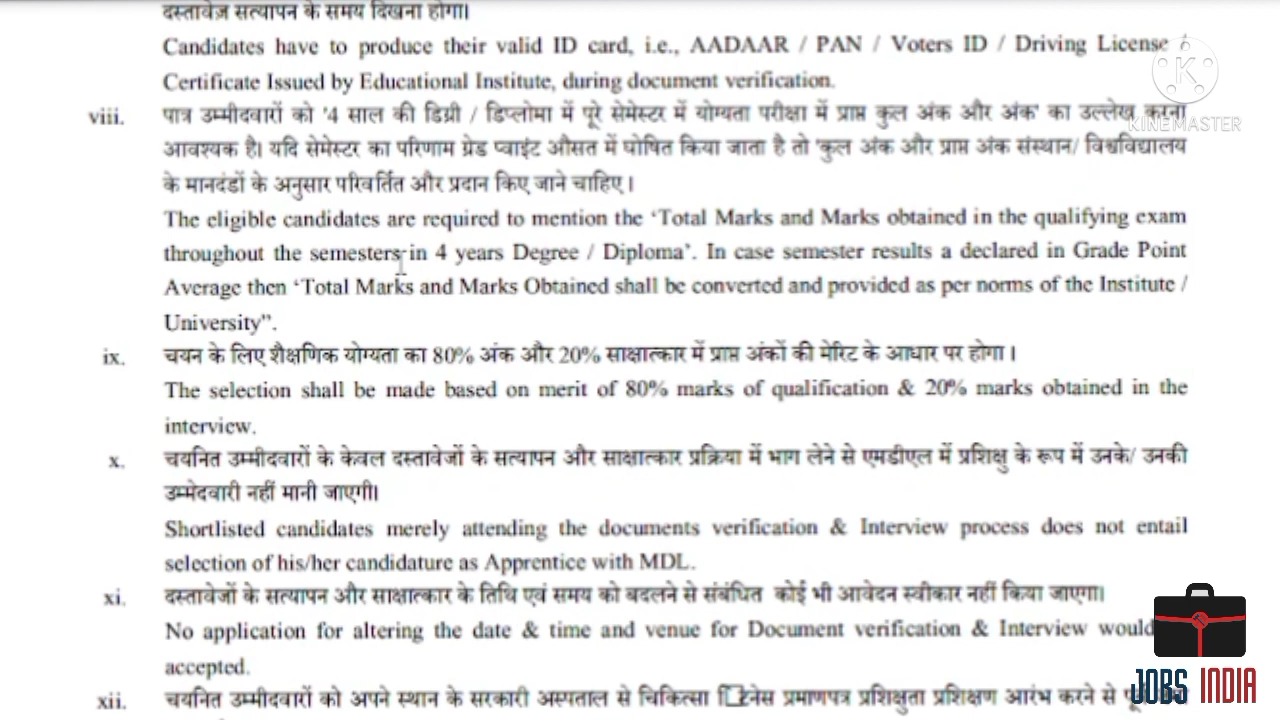 दस्तावेज़ सत्यापन के समय दिखना होगा।
Candidates have to produce their valid ID card, i.e., AADAAR / PAN / Voters ID / Driving License /
Certificate Issued by Educational Institute, during document verification.
viii. पात्र उम्मीदवारों को '4 साल की डिग्री / डिप्लोमा में पूरे सेमेस्टर में योग्यता परीक्षा में प्राप्त कुल अंक और अंक' का उल्लेख करना
आवश्यक है। यदि सेमेस्टर का परिणाम ग्रेड प्वाईंट औसत में घोषित किया जाता है तो 'कुल अंक और प्राप्त अंक संस्थान/ विश्वविद्यालय
के मानदंडों के अनुसार परिवर्तित और प्रदान किए जाने चाहिए।
The eligible candidates are required to mention the ‘Total Marks and Marks obtained in the qualifying exam
throughout the semesters in 4 years Degree / Diploma’. In case semester results a declared in Grade Point
Average then ‘Total Marks and Marks Obtained shall be converted and provided as per norms of the Institute /
University”.
ix. चयन के लिए शैक्षणिक योग्यता का 80% अंक और 20% साक्षात्कार में प्राप्त अंकों की मेरिट के आधार पर होगा।
The selection shall be made based on merit of 80% marks of qualification & 20% marks obtained in the
interview.
x. चयनित उम्मीदवारों के केवल दस्तावेजों के सत्यापन और साक्षात्कार प्रक्रिया में भाग लेने से एमडीएल में प्रशिक्षु के रूप में उनके/ उनकी
उम्मेदवारी नहीं मानी जाएगी।
Shortlisted candidates merely attending the documents verification & Interview process does not entail
selection of his/her candidature as Apprentice with MDL.
xi. दस्तावेजों के सत्यापन और साक्षात्कार के तिथि एवं समय को बदलने से संबंधित कोई भी आवेदन स्वीकार नहीं किया जाएगा।
No application for altering the date & time and venue for Document verification & Interview would
accepted.
xii. चयनित उम्मीदवारों को अपने स्थान के सरकारी अस्पताल से चिकित्सा प्रमाणपत्र प्रशिक्षुता प्रशिक्षण आरंभ करने से
K
KINEMASTER
JOBS INDIA